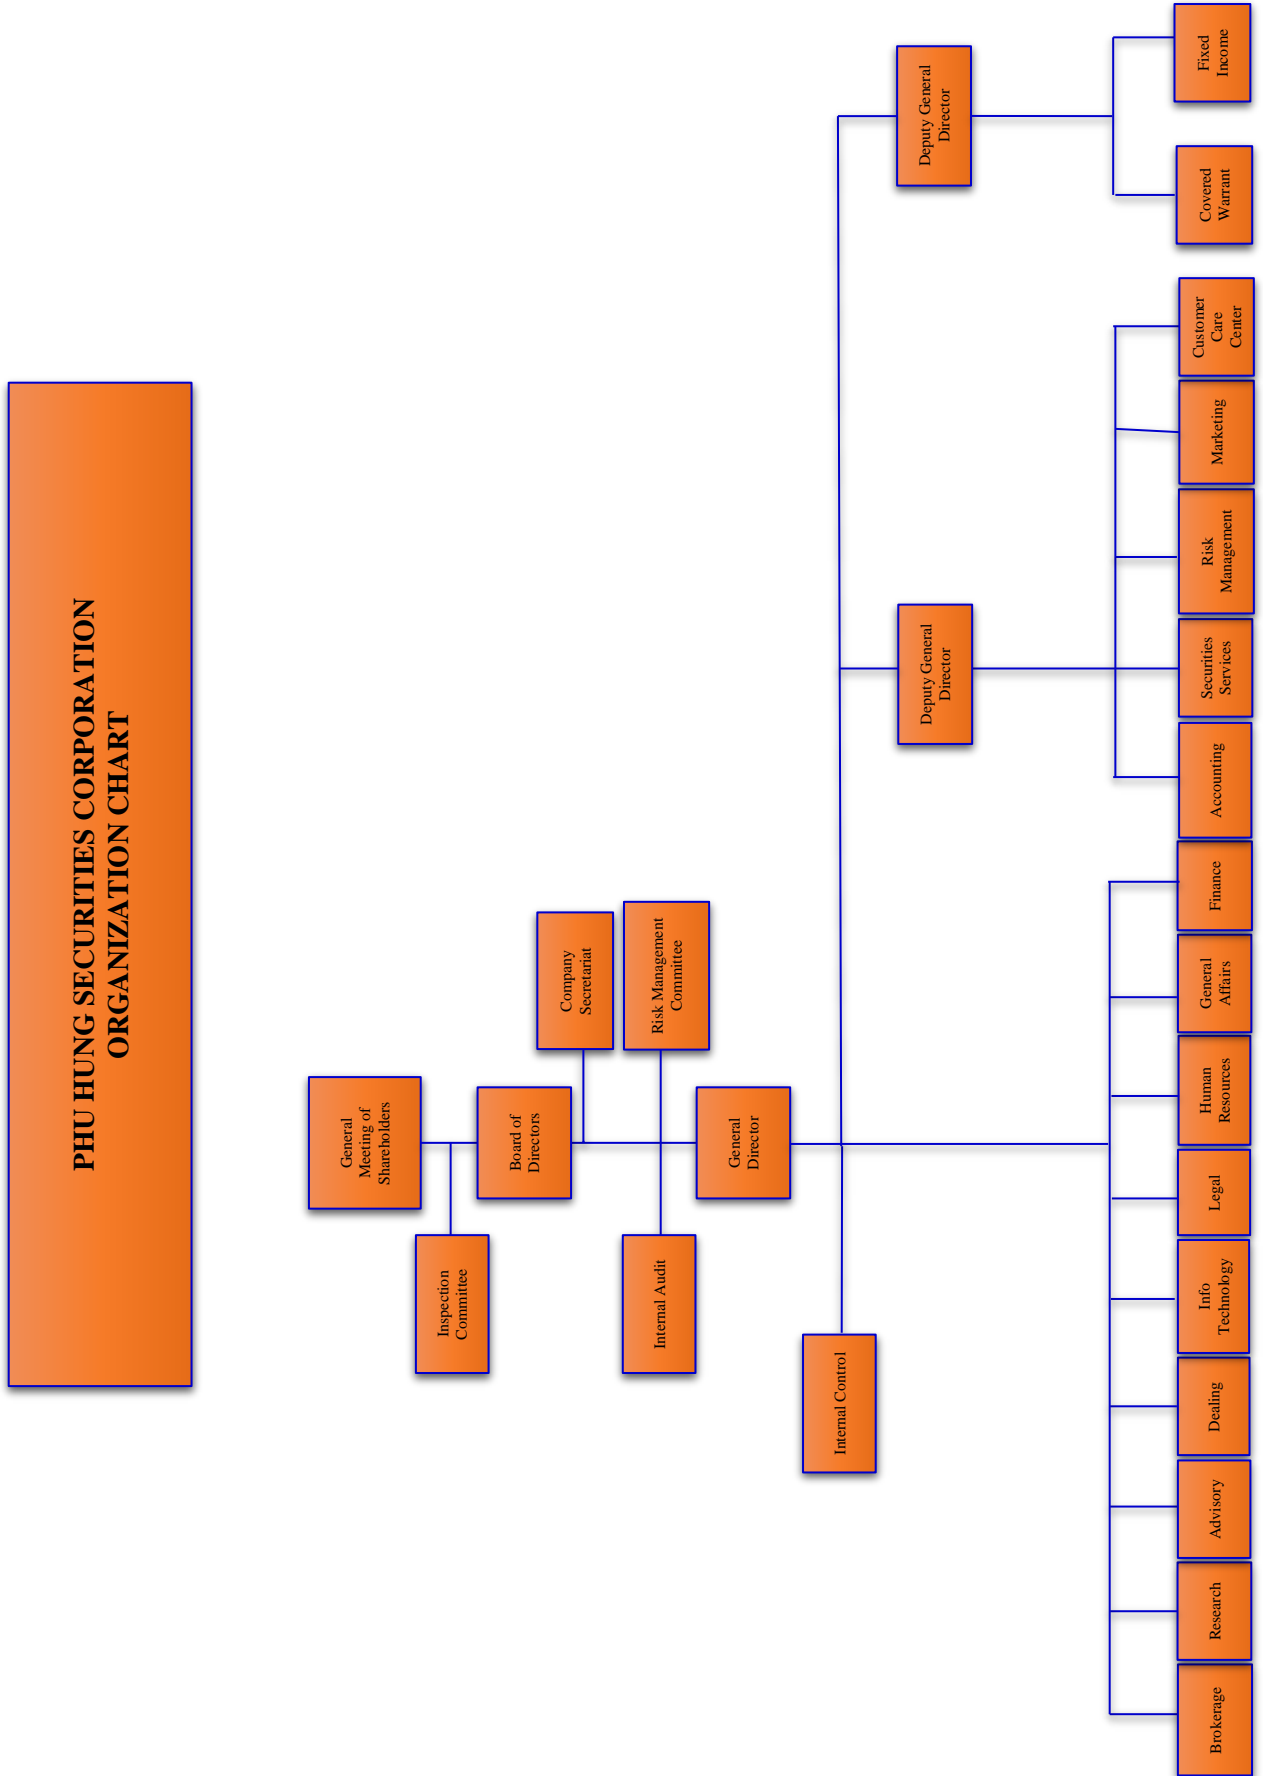 PHU HUNG SECURITIES CORPORATION
ORGANIZATION CHART
General
Meeting of
Shareholders
Inspection
Committee
Board of
Directors
Company
Secretariat
Internal Audit
Risk Management
Committee
General
Director
Internal Control
Deputy General
Director
Deputy General
Director
Brokerage
Research
Advisory
Dealing
Info
Technology
Legal
Human
Resources
General
Affairs
Finance
Accounting
Securities
Services
Risk
Management
Marketing
Customer
Care
Center
Covered
Warrant
Fixed
Income